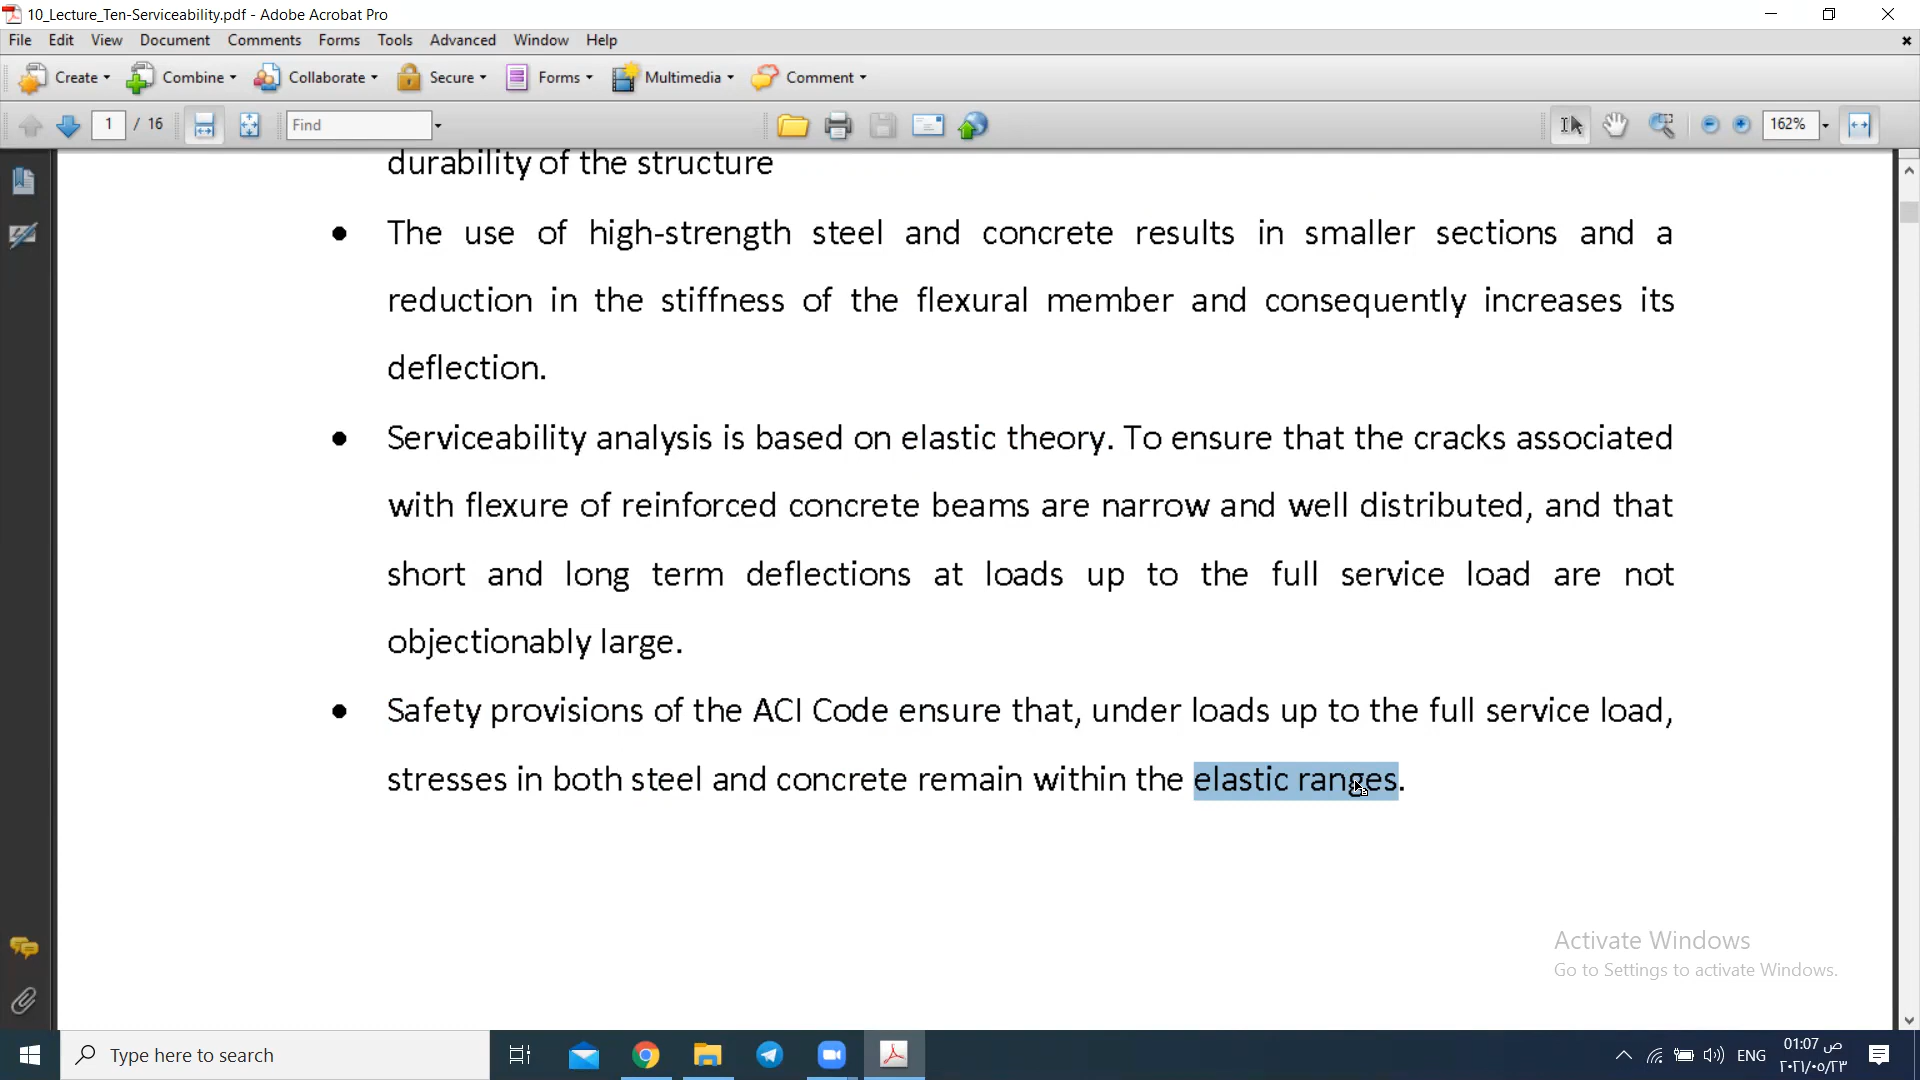 10_Lecture_Ten-Serviceability.pdf - Adobe Acrobat Pro
File Edit View Document Comments Forms Tools Advanced Window Help
Create Combine Collaborate Secure Forms Multimedia Comment
1 / 16 Find 162%
durability of the structure
• The use of high-strength steel and concrete results in smaller sections and a
reduction in the stiffness of the flexural member and consequently increases its
deflection.
• Serviceability analysis is based on elastic theory. To ensure that the cracks associated
with flexure of reinforced concrete beams are narrow and well distributed, and that
short and long term deflections at loads up to the full service load are not
objectionably large.
• Safety provisions of the ACI Code ensure that, under loads up to the full service load,
stresses in both steel and concrete remain within the elastic ranges.
Activate Windows
Go to Settings to activate Windows.
Type here to search
ENG
01:07 ص
٢٠٢١/٠٥/٢٣